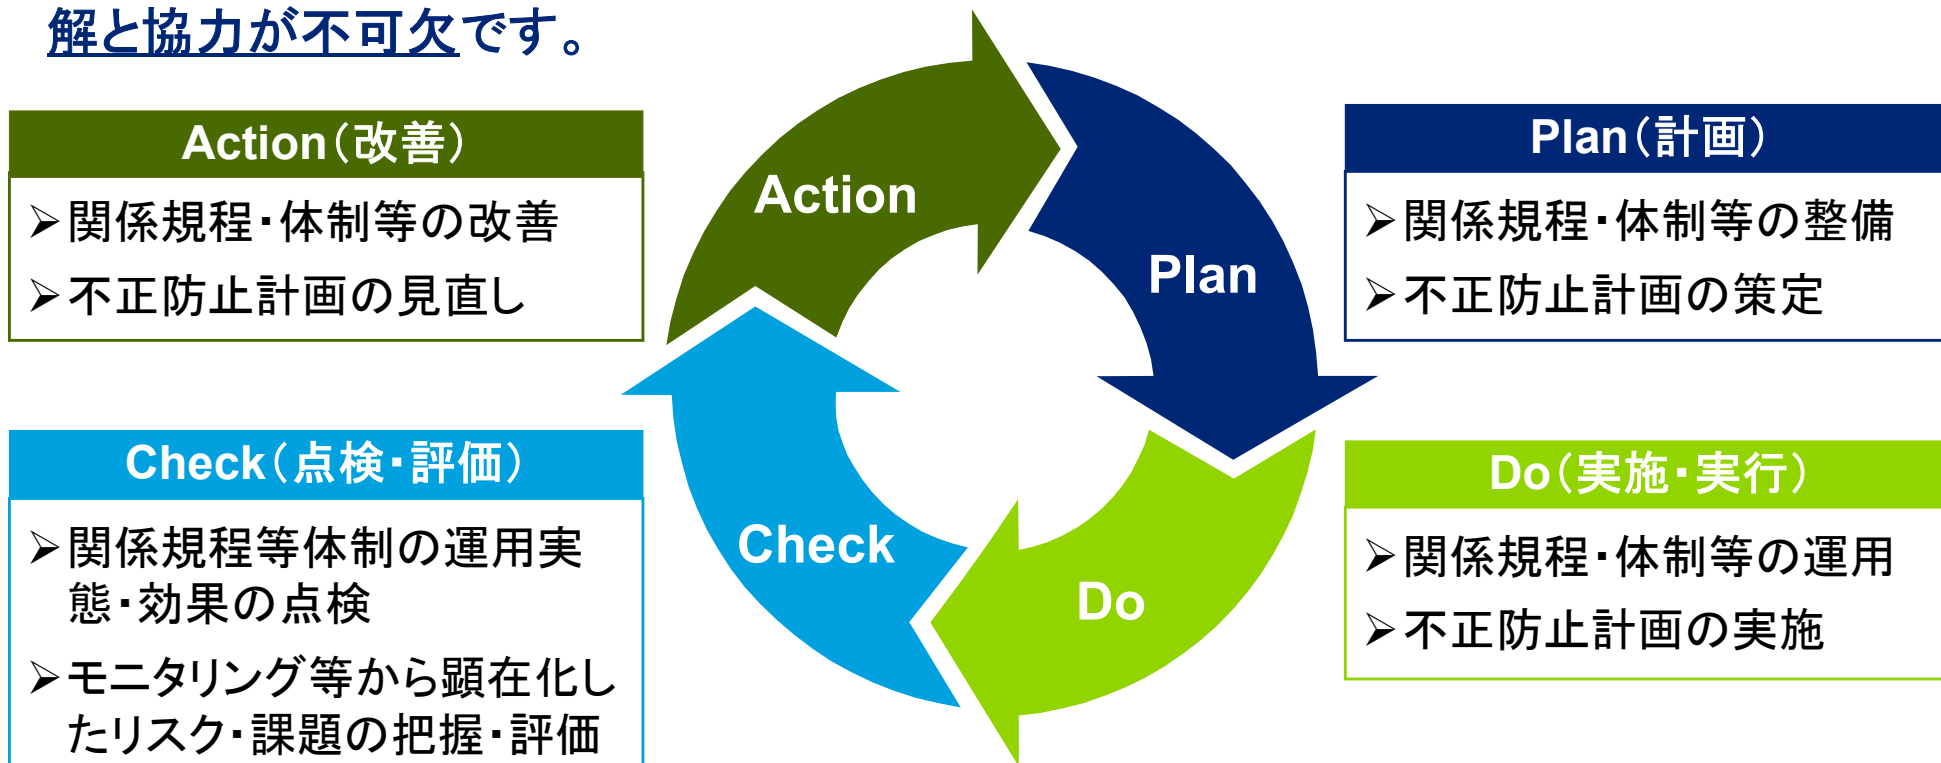 解と協力が不可欠です。
Action（改善）
➢関係規程・体制等の改善
➢不正防止計画の見直し
Plan（計画）
➢関係規程・体制等の整備
➢不正防止計画の策定
Action
Plan
Check
Do
Check（点検・評価）
➢関係規程等体制の運用実
態・効果の点検
➢モニタリング等から顕在化し
たリスク・課題の把握・評価
Do（実施・実行）
➢関係規程・体制等の運用
➢不正防止計画の実施